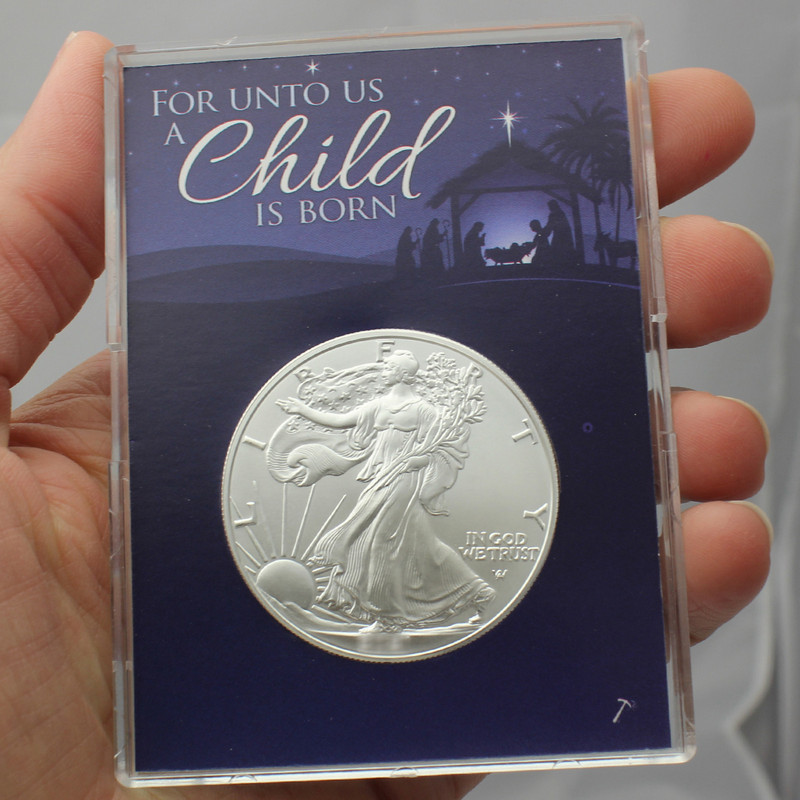 FOR UNTO US
A Child
IS BORN
LIBERTY
IN GOD
WE TRUST